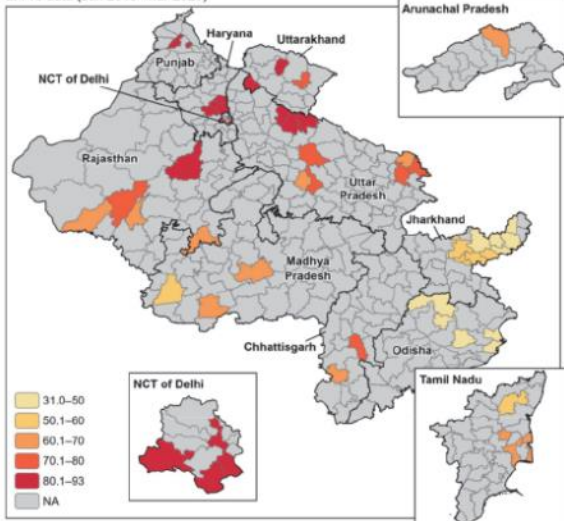 Arunachal Pradesh
Haryana
Uttarakhand
Punjab
NCT of Delhi
Rajasthan
Uttar
Pradesh
Jharkhand
Madhya
Pradesh
Chhattisgarh
Odisha
NCT of Delhi
Tamil Nadu
31.0–50
50.1–60
60.1–70
70.1–80
80.1–93
NA